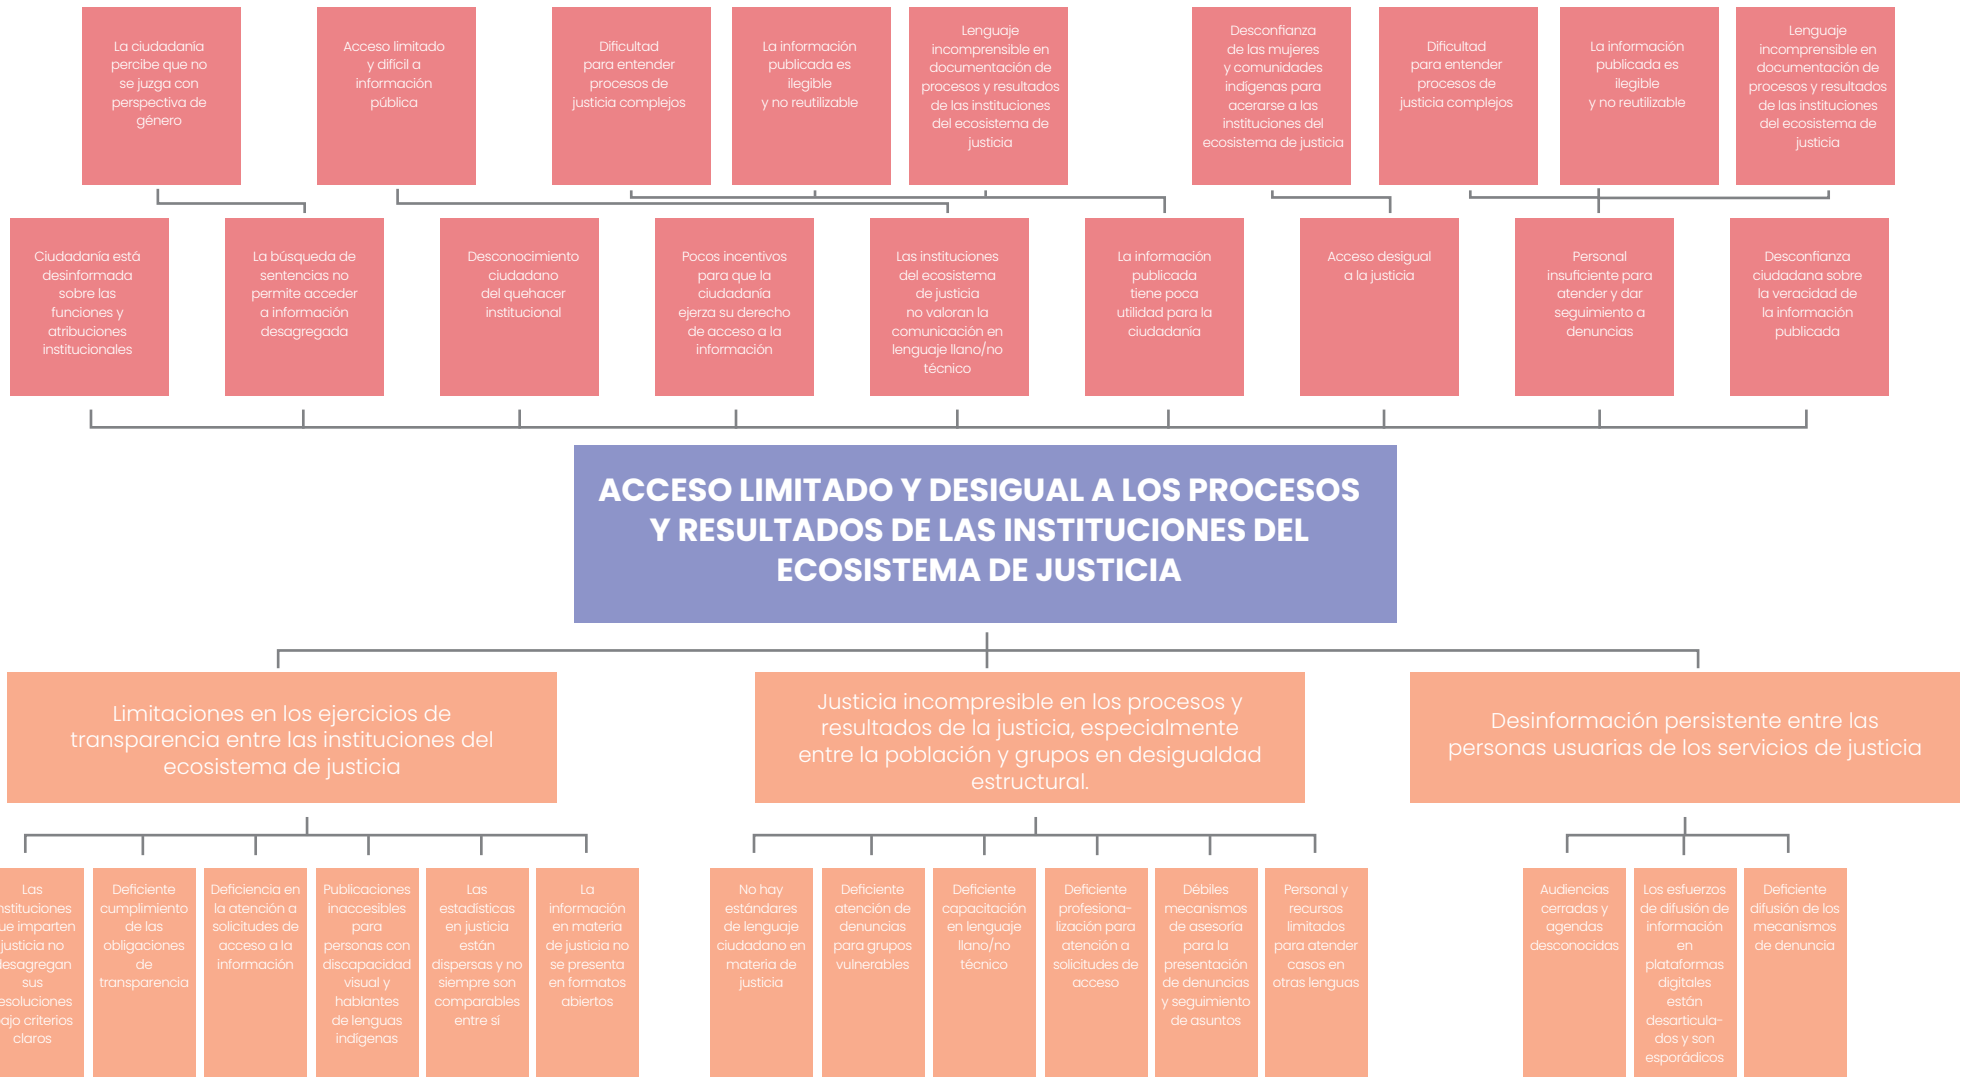 La ciudadanía
percibe que no
se juzga con
perspectiva de
género
Acceso limitado
y difícil a
información
pública
Dificultad
para entender
procesos de
justicia complejos
La información
publicada es
ilegible
y no reutilizable
Lenguaje
incomprensible en
documentación de
procesos y resultados
de las instituciones
del ecosistema de
justicia
Desconfianza
de las mujeres
y comunidades
indígenas para
acerarse a las
instituciones del
ecosistema de justicia
Dificultad
para entender
procesos de
justicia complejos
La información
publicada es
ilegible
y no reutilizable
Lenguaje
incomprensible en
documentación de
procesos y resultados
de las instituciones
del ecosistema de
justicia
Ciudadanía está
desinformada
sobre las
funciones y
atribuciones
institucionales
La búsqueda de
sentencias no
permite acceder
a información
desagregada
Desconocimiento
ciudadano
del quehacer
institucional
Pocos incentivos
para que la
ciudadanía
ejerza su derecho
de acceso a la
información
Las instituciones
del ecosistema
de justicia
no valoran la
comunicación en
lenguaje llano/no
técnico
La información
publicada
tiene poca
utilidad para la
ciudadanía
Acceso desigual
a la justicia
Personal
insuficiente para
atender y dar
seguimiento a
denuncias
Desconfianza
ciudadana sobre
la veracidad de
la información
publicada
ACCESO LIMITADO Y DESIGUAL A LOS PROCESOS
Y RESULTADOS DE LAS INSTITUCIONES DEL
ECOSISTEMA DE JUSTICIA
Limitaciones en los ejercicios de
transparencia entre las instituciones del
ecosistema de justicia
Justicia incompresible en los procesos y
resultados de la justicia, especialmente
entre la población y grupos en desigualdad
estructural.
Desinformación persistente entre las
personas usuarias de los servicios de justicia
Las
nstituciones
ue imparten
justicia no
desagregan
sus
esoluciones
ajo criterios
claros
Deficiente
cumplimiento
de las
obligaciones
de
transparencia
Deficiencia en
la atención a
solicitudes de
acceso a la
información
Publicaciones
inaccesibles
para
personas con
discapacidad
visual y
hablantes
de lenguas
indígenas
Las
estadísticas
en justicia
están
dispersas y no
siempre son
comparables
entre sí
La
información
en materia
de justicia no
se presenta
en formatos
abiertos
No hay
estándares
de lenguaje
ciudadano en
materia de
justicia
Deficiente
atención de
denuncias
para grupos
vulnerables
Deficiente
capacitación
en lenguaje
llano/no
técnico
Deficiente
profesiona-
lización para
atención a
solicitudes de
acceso
Débiles
mecanismos
de asesoría
para la
presentación
de denuncias
y seguimiento
de asuntos
Personal y
recursos
limitados
para atender
casos en
otras lenguas
Audiencias
cerradas y
agendas
desconocidas
Los esfuerzos
de difusión de
información
en
plataformas
digitales
están
desarticula-
dos y son
esporádicos
Deficiente
difusión de los
mecanismos
de denuncia